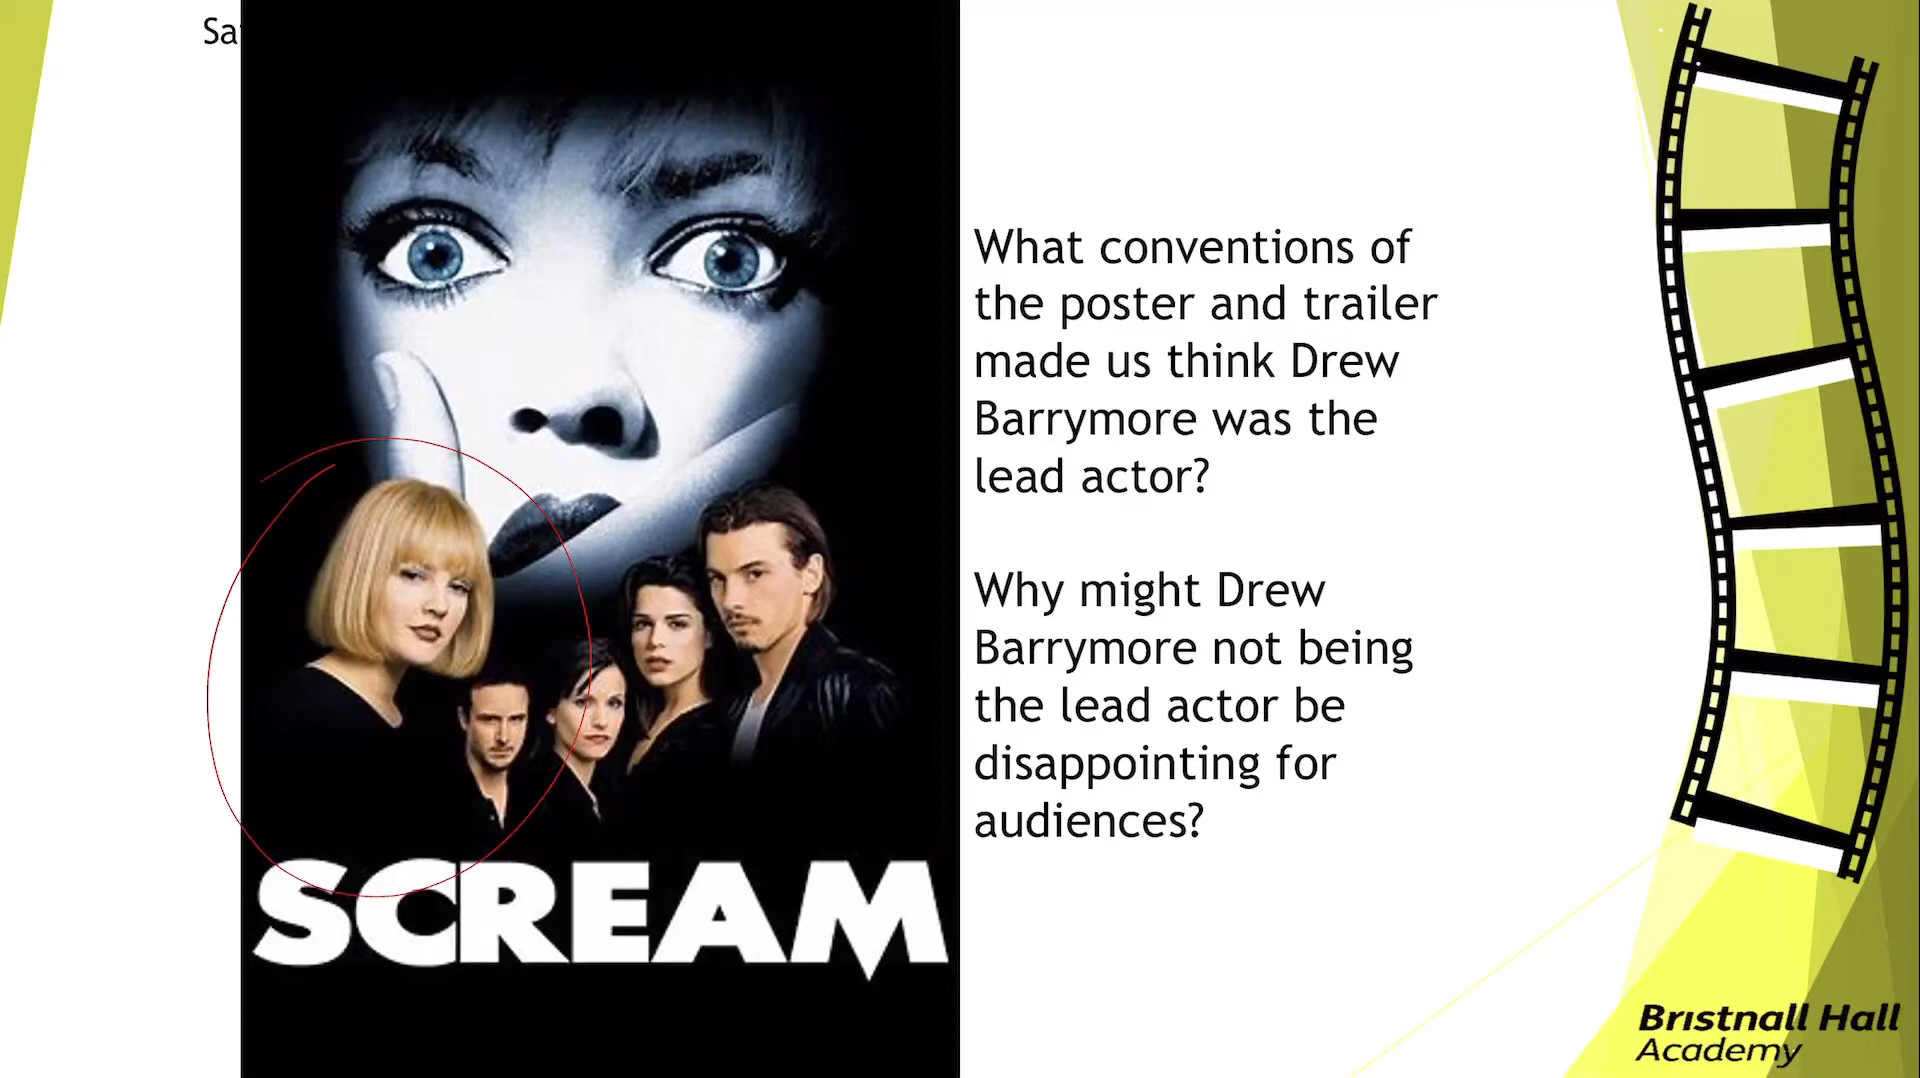 What conventions of
the poster and trailer
made us think Drew
Barrymore was the
lead actor?
Why might Drew
Barrymore not being
the lead actor be
disappointing for
audiences?
SCREAM
Bristnall Hall
Academy